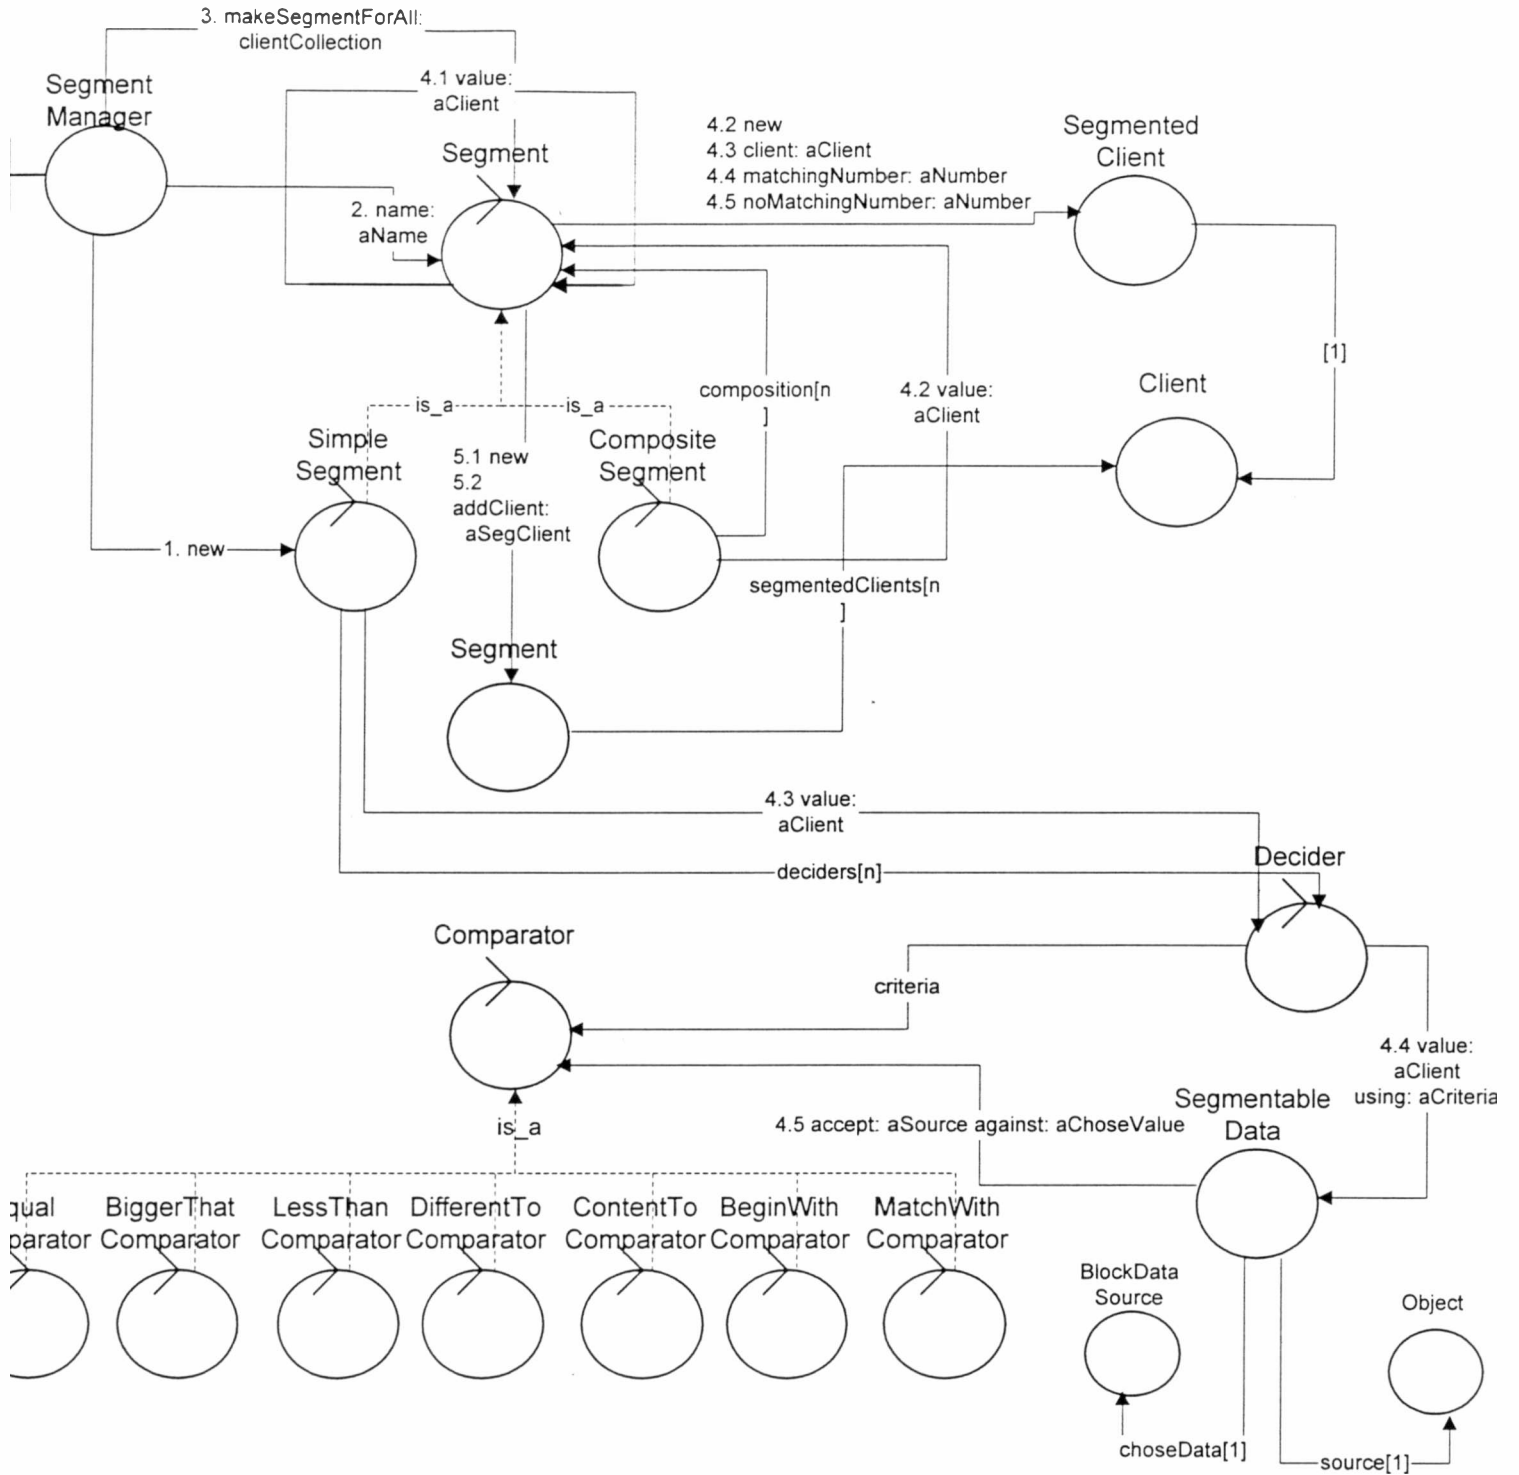 3. makeSegmentForAll:
clientCollection
Segment
Manager
4.1 value:
aClient
Segment
4.2 new
4.3 client: aClient
4.4 matchingNumber: aNumber
4.5 noMatchingNumber: aNumber
Segmented
Client
2. name:
aName
[1]
Client
composition[n
]
4.2 value:
aClient
is_a
is_a
Simple
Segment
5.1 new
5.2
addClient:
aSegClient
Composite
Segment
1. new
segmentedClients[n
]
Segment
4.3 value:
aClient
Decider
deciders[n]
Comparator
criteria
4.4 value:
aClient
using: aCriteria
Segmentable
Data
4.5 accept: aSource against: aChoseValue
is_a
qual
parator
BiggerThat
Comparator
LessThan
Comparator
DifferentTo
Comparator
ContentTo
Comparator
BeginWith
Comparator
MatchWith
Comparator
BlockData
Source
Object
choseData[1]
source[1]